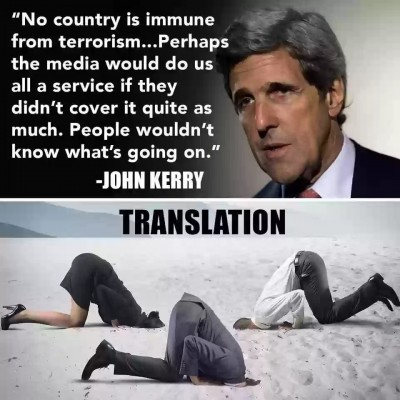 “No country is immune
from terrorism...Perhaps
the media would do us
all a service if they
didn’t cover it quite as
much. People wouldn’t
know what’s going on.”
-JOHN KERRY
TRANSLATION